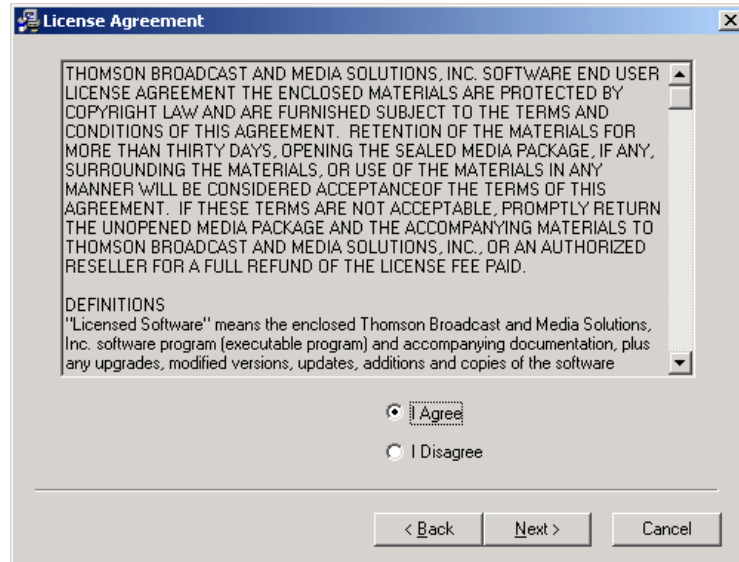 License Agreement
THOMSON BROADCAST AND MEDIA SOLUTIONS, INC. SOFTWARE END USER
LICENSE AGREEMENT THE ENCLOSED MATERIALS ARE PROTECTED BY
COPYRIGHT LAW AND ARE FURNISHED SUBJECT TO THE TERMS AND
CONDITIONS OF THIS AGREEMENT.  RETENTION OF THE MATERIALS FOR
MORE THAN THIRTY DAYS, OPENING THE SEALED MEDIA PACKAGE, IF ANY,
SURROUNDING THE MATERIALS, OR USE OF THE MATERIALS IN ANY
MANNER WILL BE CONSIDERED ACCEPTANCEOF THE TERMS OF THIS
AGREEMENT.  IF THESE TERMS ARE NOT ACCEPTABLE, PROMPTLY RETURN
THE UNOPENED MEDIA PACKAGE AND THE ACCOMPANYING MATERIALS TO
THOMSON BROADCAST AND MEDIA SOLUTIONS, INC., OR AN AUTHORIZED
RESELLER FOR A FULL REFUND OF THE LICENSE FEE PAID.
DEFINITIONS
"Licensed Software" means the enclosed Thomson Broadcast and Media Solutions,
Inc. software program (executable program) and accompanying documentation, plus
any upgrades, modified versions, updates, additions and copies of the software
I Agree
I Disagree
< Back Next > Cancel